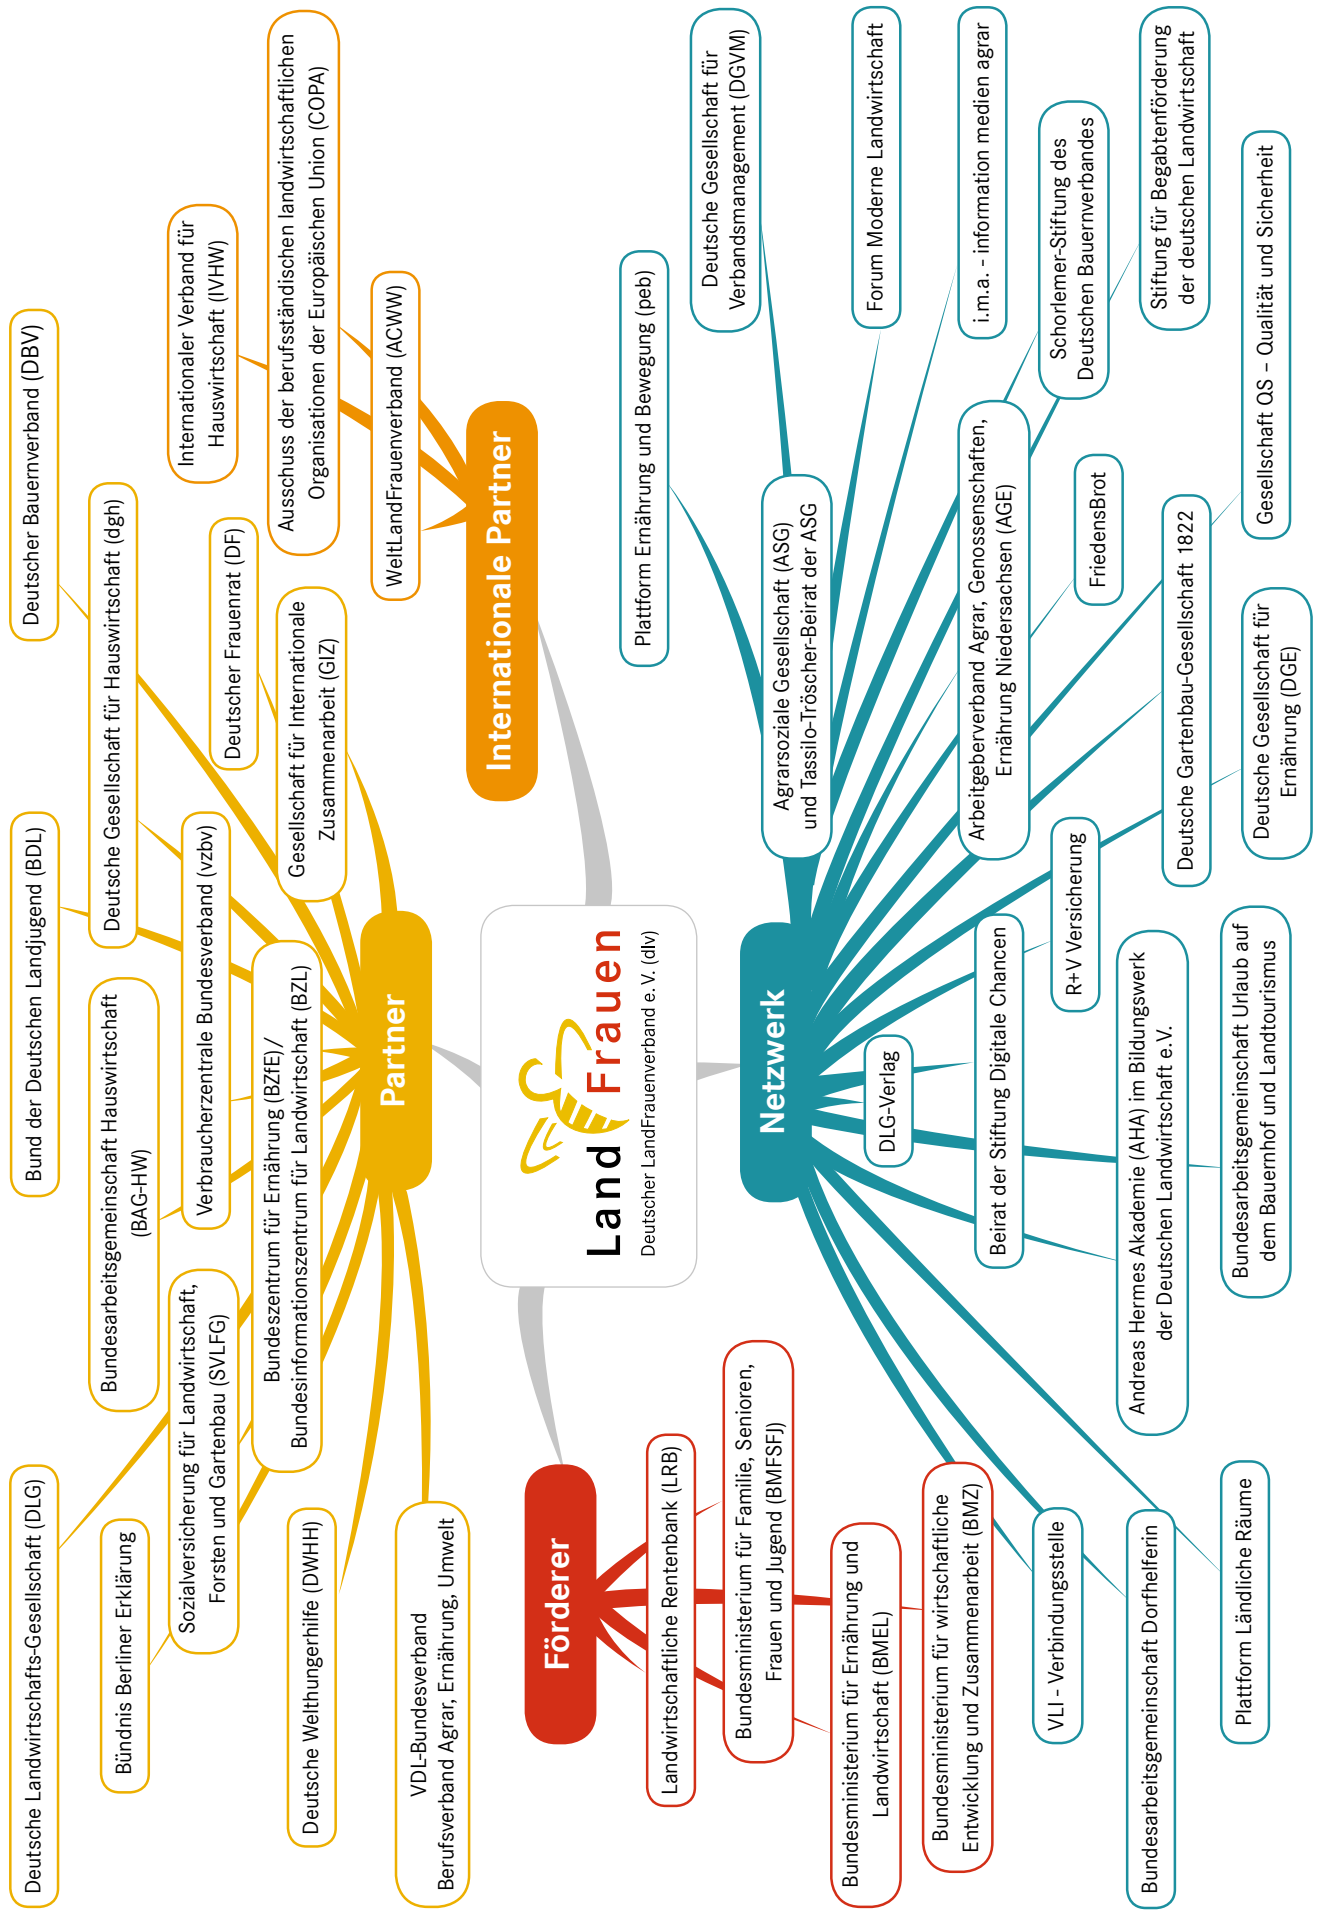 Land Frauen
Deutscher LandFrauenverband e. V. (dlv)
Partner
Deutsche Landwirtschafts-Gesellschaft (DLG)
Bund der Deutschen Landjugend (BDL)
Deutscher Bauernverband (DBV)
Bündnis Berliner Erklärung
Bundesarbeitsgemeinschaft Hauswirtschaft
(BAG-HW)
Deutsche Gesellschaft für Hauswirtschaft (dgh)
Sozialversicherung für Landwirtschaft,
Forsten und Gartenbau (SVLFG)
Verbraucherzentrale Bundesverband (vzbv)
Deutscher Frauenrat (DF)
Bundeszentrum für Ernährung (BZfE)/
Bundesinformationszentrum für Landwirtschaft (BZL)
Gesellschaft für Internationale
Zusammenarbeit (GIZ)
Deutsche Welthungerhilfe (DWHH)
VDL-Bundesverband
Berufsverband Agrar, Ernährung, Umwelt
Internationale Partner
Internationaler Verband für
Hauswirtschaft (IVHW)
Ausschuss der berufsständischen landwirtschaftlichen
Organisationen der Europäischen Union (COPA)
WeltLandFrauenverband (ACWW)
Förderer
Landwirtschaftliche Rentenbank (LRB)
Bundesministerium für Familie, Senioren,
Frauen und Jugend (BMFSFJ)
Bundesministerium für Ernährung und
Landwirtschaft (BMEL)
Bundesministerium für wirtschaftliche
Entwicklung und Zusammenarbeit (BMZ)
Netzwerk
Plattform Ernährung und Bewegung (peb)
Deutsche Gesellschaft für
Verbandsmanagement (DGVM)
Agrarsoziale Gesellschaft (ASG)
und Tassilo-Tröscher-Beirat der ASG
Forum Moderne Landwirtschaft
i.m.a. - information medien agrar
Arbeitgeberverband Agrar, Genossenschaften,
Ernährung Niedersachsen (AGE)
Schorlemer-Stiftung des
Deutschen Bauernverbandes
Stiftung für Begabtenförderung
der deutschen Landwirtschaft
FriedensBrot
Gesellschaft QS – Qualität und Sicherheit
Deutsche Gartenbau-Gesellschaft 1822
Deutsche Gesellschaft für
Ernährung (DGE)
R+V Versicherung
DLG-Verlag
Beirat der Stiftung Digitale Chancen
Andreas Hermes Akademie (AHA) im Bildungswerk
der Deutschen Landwirtschaft e.V.
Bundesarbeitsgemeinschaft Urlaub auf
dem Bauernhof und Landtourismus
VLI - Verbindungsstelle
Bundesarbeitsgemeinschaft Dorfhelferin
Plattform Ländliche Räume